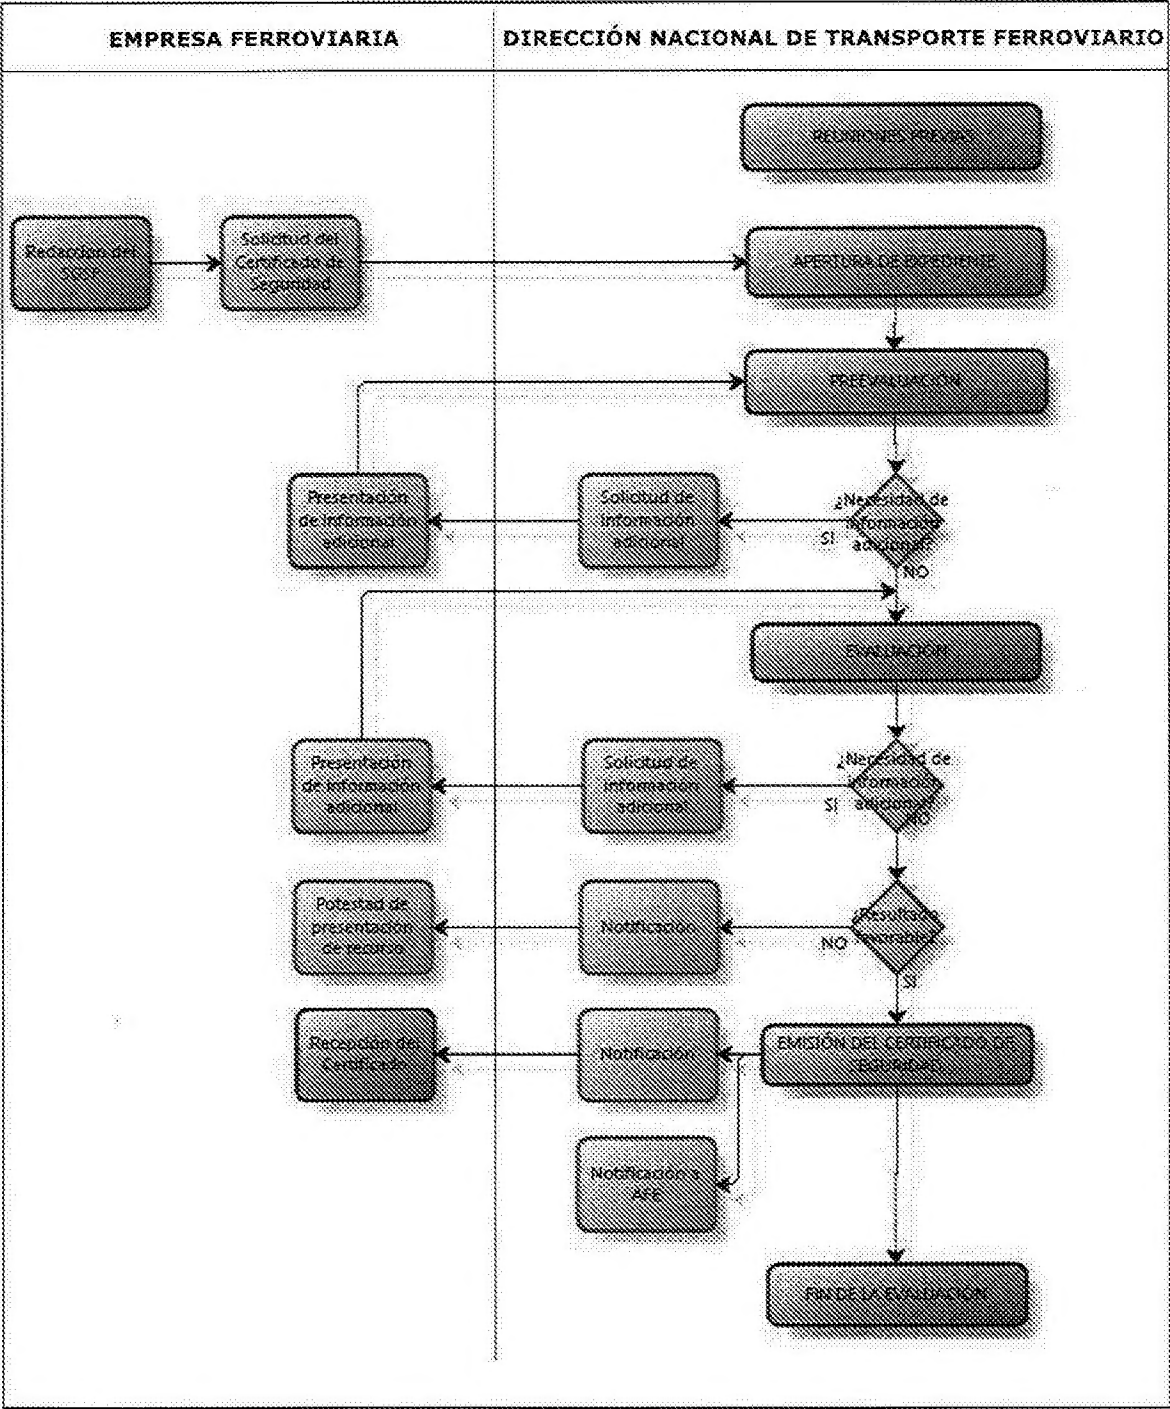 EMPRESA FERROVIARIA
DIRECCIÓN NACIONAL DE TRANSPORTE FERROVIARIO
REUNIONES PREVIAS
Redacción del
SGSF
Solicitud del
Certificado de
Seguridad
APERTURA DE EXPEDIENTE
PREEVALUACIÓN
Presentación
de información
adicional
Solicitud de
información
adicional
¿Necesidad de
información
adicional?
SI
NO
EVALUACIÓN
Presentación
de información
adicional
Solicitud de
información
adicional
¿Necesidad de
información
adicional?
SI
NO
Potestad de
presentación
de recurso
Notificación
¿Resultado
favorable?
NO
SI
Recepción del
Certificado
Notificación
EMISIÓN DEL CERTIFICADO DE
SEGURIDAD
Notificación a
AFE
FIN DE LA EVALUACIÓN